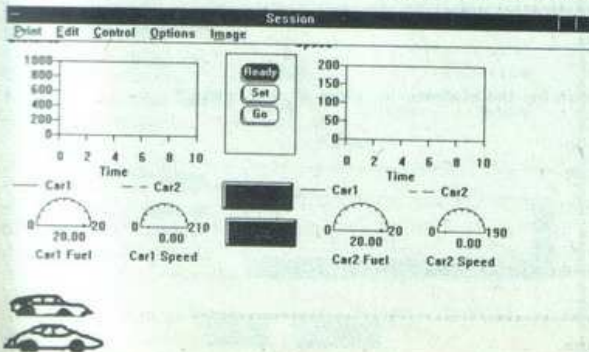 Session
Print Edit Control Options Image
Speed
1000
800
600
400
200
0
0 2 4 6 8 10
Time
Ready
Set
Go
200
150
100
50
0
0 2 4 6 8 10
Time
Car1 Car2
Car1 Car2
0 20
20.00
Car1 Fuel
0 210
0.00
Car1 Speed
0 20
20.00
Car2 Fuel
0 190
0.00
Car2 Speed